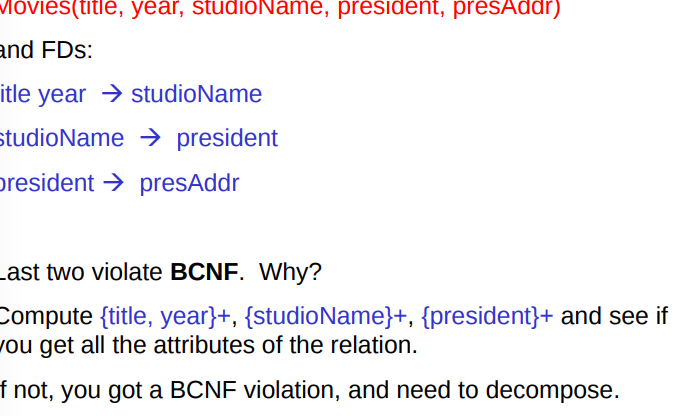 Movies(title, year, studioName, president, presAddr)
and FDs:
title year → studioName
studioName → president
president → presAddr
Last two violate BCNF. Why?
Compute {title, year}+, {studioName}+, {president}+ and see if
you get all the attributes of the relation.
If not, you got a BCNF violation, and need to decompose.